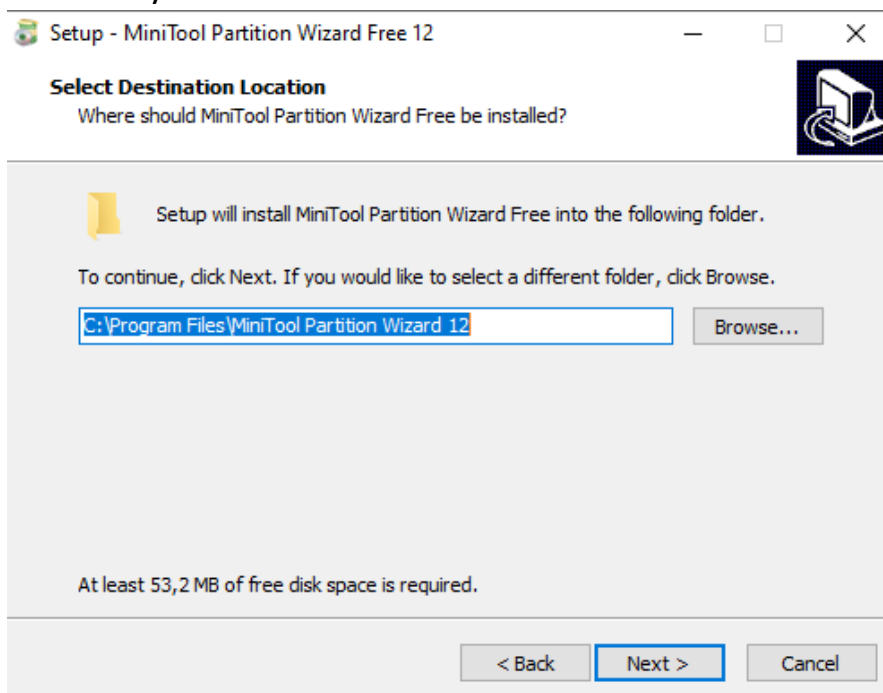 Setup - MiniTool Partition Wizard Free 12
Select Destination Location
Where should MiniTool Partition Wizard Free be installed?
Setup will install MiniTool Partition Wizard Free into the following folder.
To continue, click Next. If you would like to select a different folder, click Browse.
C:\Program Files\MiniTool Partition Wizard 12
Browse...
At least 53,2 MB of free disk space is required.
< Back
Next >
Cancel